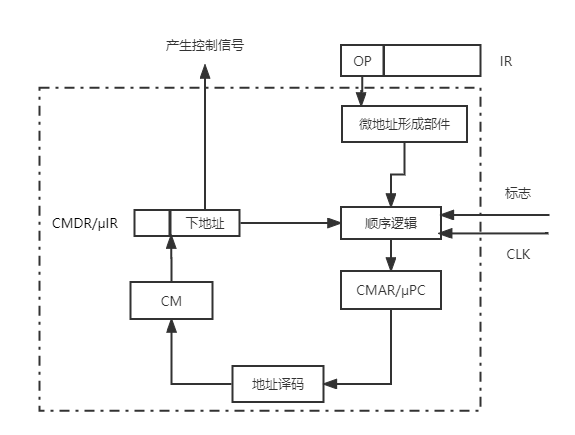 产生控制信号
OP
IR
微地址形成部件
标志
CMDR/μIR
下地址
顺序逻辑
CLK
CM
CMAR/μPC
地址译码